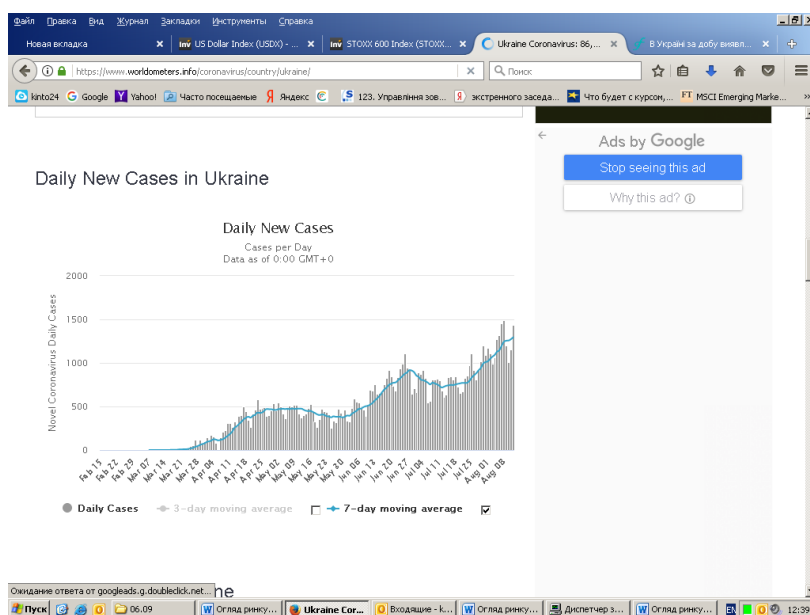 Файл Правка Вид Журнал Закладки Инструменты Справка
Новая вкладка
US Dollar Index (USDX) - ...
STOXX 600 Index (STOXX...
Ukraine Coronavirus: 86,...
В Україні за добу виявл...
https://www.worldometers.info/coronavirus/country/ukraine/
Поиск
kinto24 Google Yahoo! Часто посещаемые Яндекс 123. Управління зов... экстренного заседа... Что будет с курсом,... MSCI Emerging Marke...
Ads by Google
Stop seeing this ad
Why this ad?
Daily New Cases in Ukraine
Daily New Cases
Cases per Day
Data as of 0:00 GMT+0
Novel Coronavirus Daily Cases
2000
1500
1000
500
0
Feb 15
Feb 22
Feb 29
Mar 07
Mar 14
Mar 21
Mar 28
Apr 04
Apr 11
Apr 18
Apr 25
May 02
May 09
May 16
May 23
May 30
Jun 06
Jun 13
Jun 20
Jun 27
Jul 04
Jul 11
Jul 18
Jul 25
Aug 01
Aug 08
Daily Cases 3-day moving average 7-day moving average
Ожидание ответа от googleads.g.doubleclick.net...
Пуск 06.09 Огляд ринку... Ukraine Cor... Входящие - k... Огляд ринку... Диспетчер з... Огляд ринку... EN 12:39